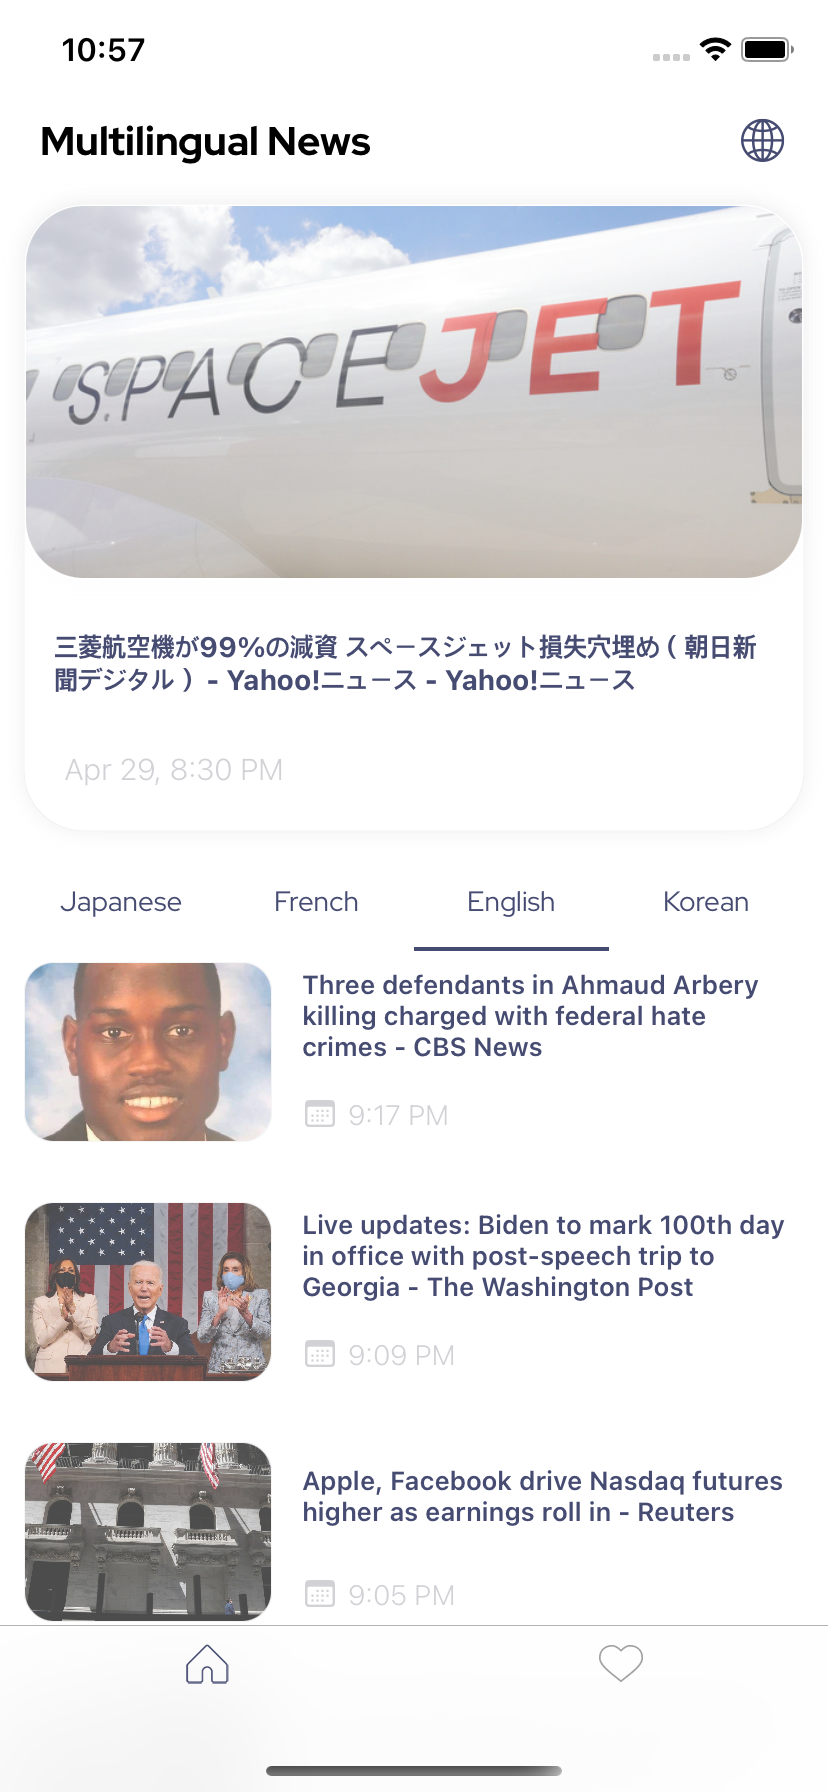 10:57
Multilingual News
SPACEJET
三菱航空機が99%の減資 スペースジェット損失穴埋め（朝日新
聞デジタル） - Yahoo!ニュース - Yahoo!ニュース
Apr 29, 8:30 PM
Japanese French English Korean
Three defendants in Ahmaud Arbery
killing charged with federal hate
crimes - CBS News
9:17 PM
Live updates: Biden to mark 100th day
in office with post-speech trip to
Georgia - The Washington Post
9:09 PM
Apple, Facebook drive Nasdaq futures
higher as earnings roll in - Reuters
9:05 PM